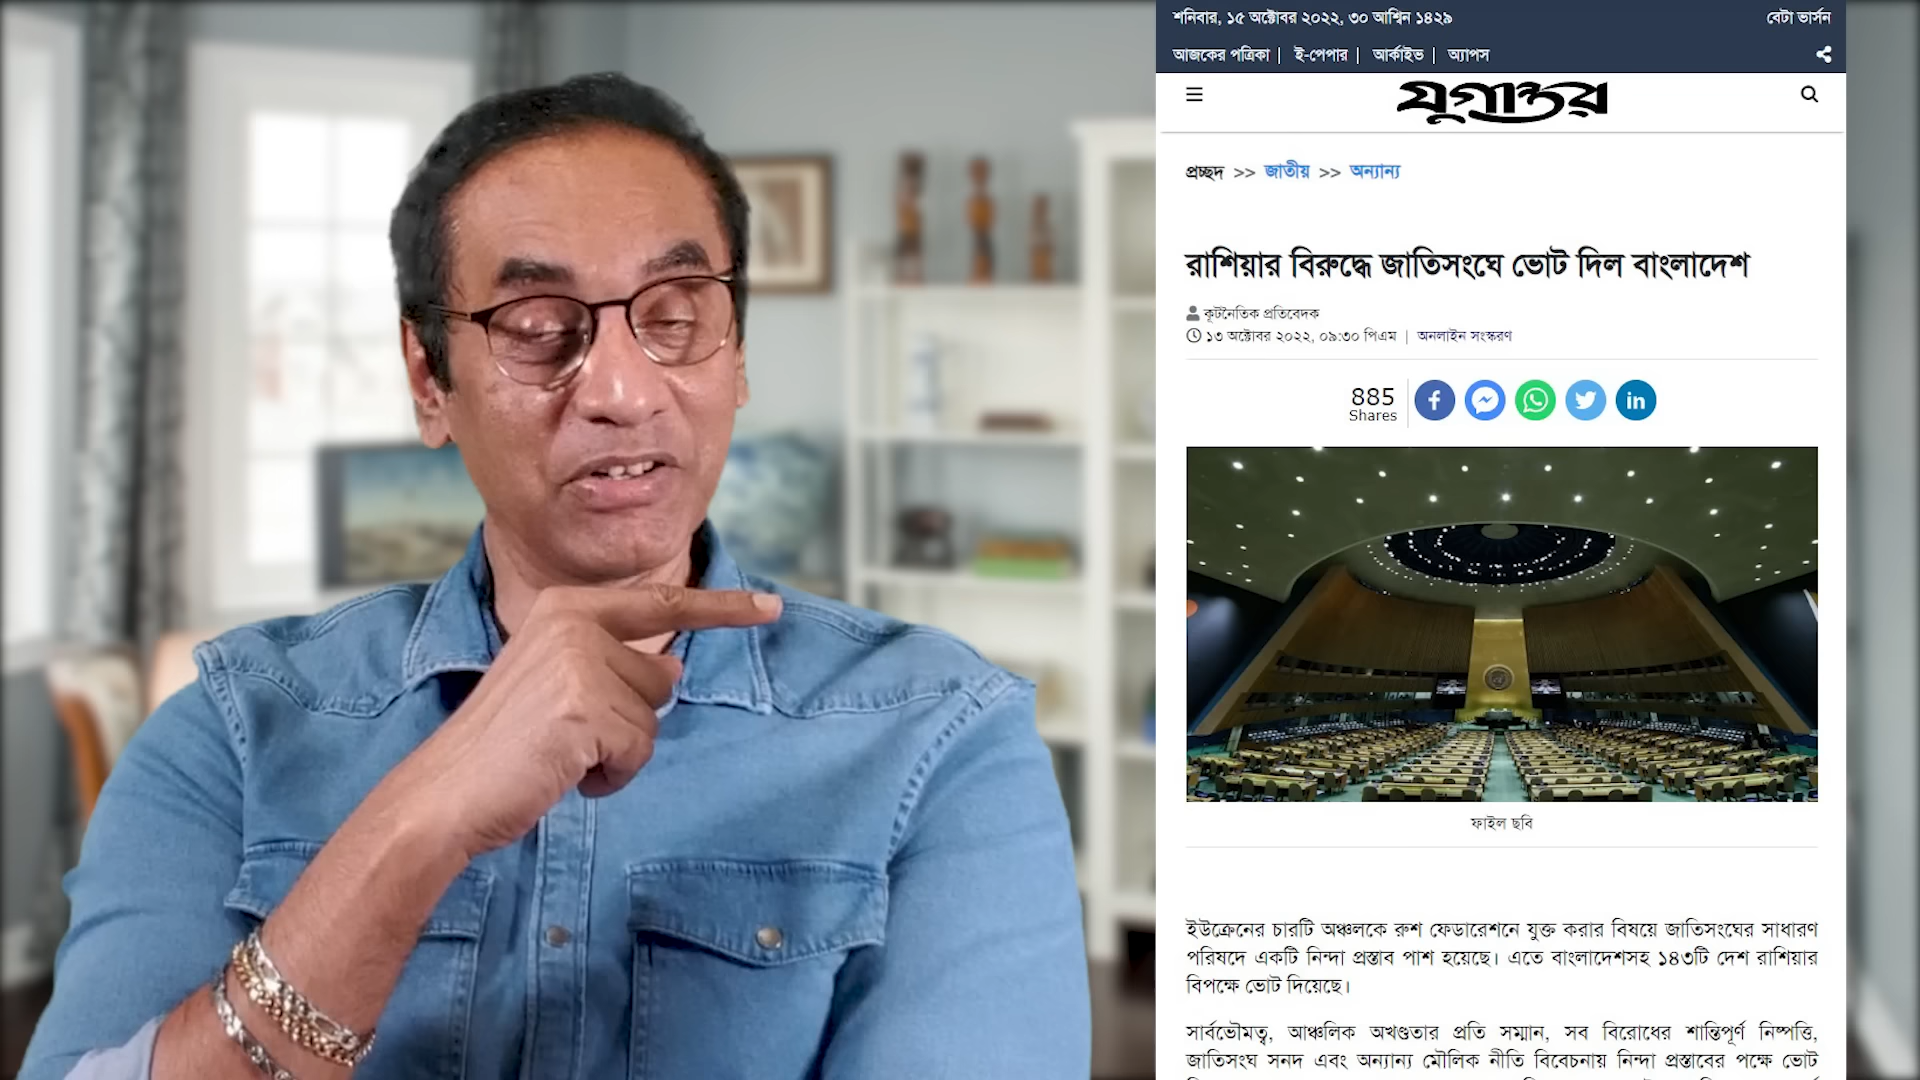 শনিবার, ১৫ অক্টোবর ২০২২, ৩০ আশ্বিন ১৪২৯
বেটা ভার্সন
আজকের পত্রিকা | ই-পেপার | আর্কাইভ | অ্যাপস
যুগান্তর
প্রচ্ছদ >> জাতীয় >> অন্যান্য
রাশিয়ার বিরুদ্ধে জাতিসংঘে ভোট দিল বাংলাদেশ
কূটনৈতিক প্রতিবেদক
১৩ অক্টোবর ২০২২, ০৯:৩০ পিএম | অনলাইন সংস্করণ
885
Shares
ফাইল ছবি
ইউক্রেনের চারটি অঞ্চলকে রুশ ফেডারেশনে যুক্ত করার বিষয়ে জাতিসংঘের সাধারণ
পরিষদে একটি নিন্দা প্রস্তাব পাশ হয়েছে। এতে বাংলাদেশসহ ১৪৩টি দেশ রাশিয়ার
বিপক্ষে ভোট দিয়েছে।
সার্বভৌমত্ব, আঞ্চলিক অখণ্ডতার প্রতি সম্মান, সব বিরোধের শান্তিপূর্ণ নিষ্পত্তি,
জাতিসংঘ সনদ এবং অন্যান্য মৌলিক নীতি বিবেচনায় নিন্দা প্রস্তাবের পক্ষে ভোট